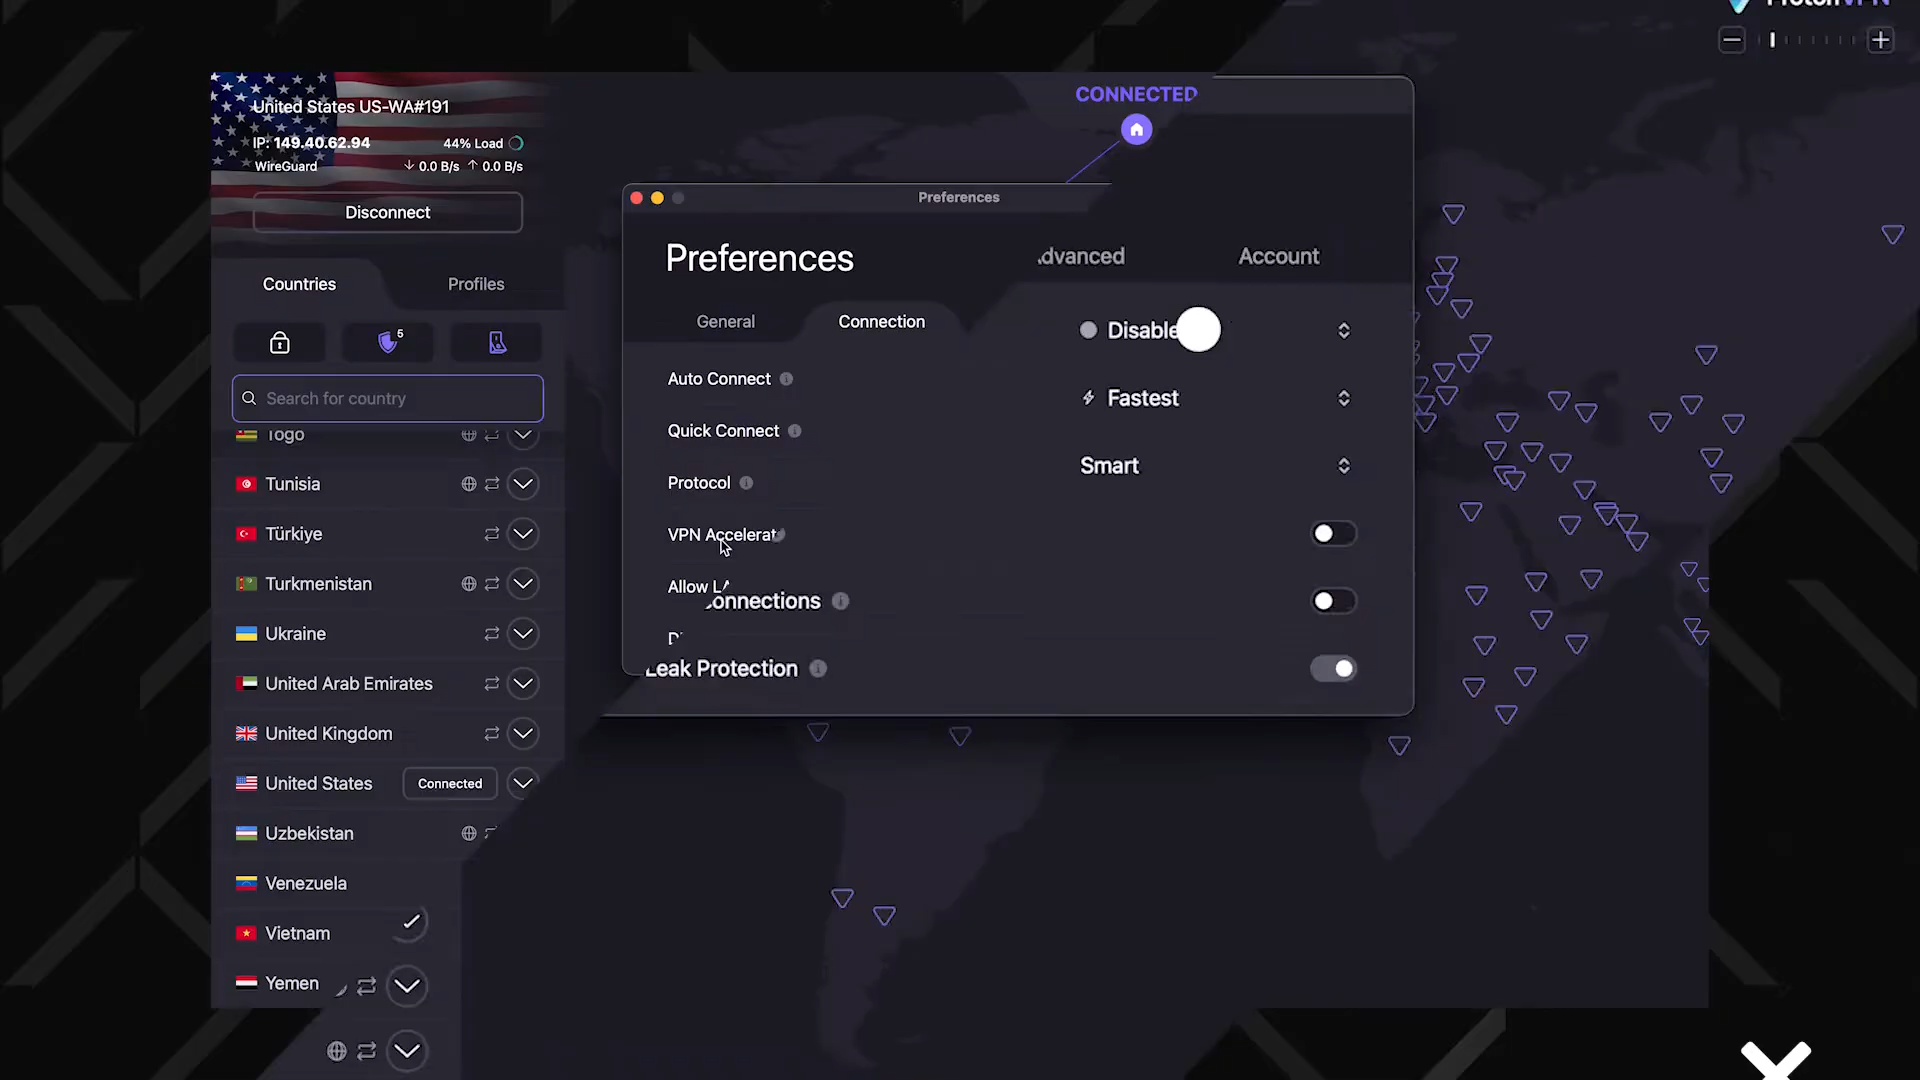 United States US-WA#191
IP: 149.40.62.94
44% Load
WireGuard
0.0 B/s
0.0 B/s
Disconnect
Countries
Profiles
5
Search for country
Togo
Tunisia
Türkiye
Turkmenistan
Ukraine
United Arab Emirates
United Kingdom
United States
Connected
Uzbekistan
Venezuela
Vietnam
Yemen
CONNECTED
Preferences
Preferences
dvanced
Account
General
Connection
Auto Connect
Disable
Quick Connect
Fastest
Protocol
Smart
VPN Accelerat
Allow LA
onnections
Leak Protection